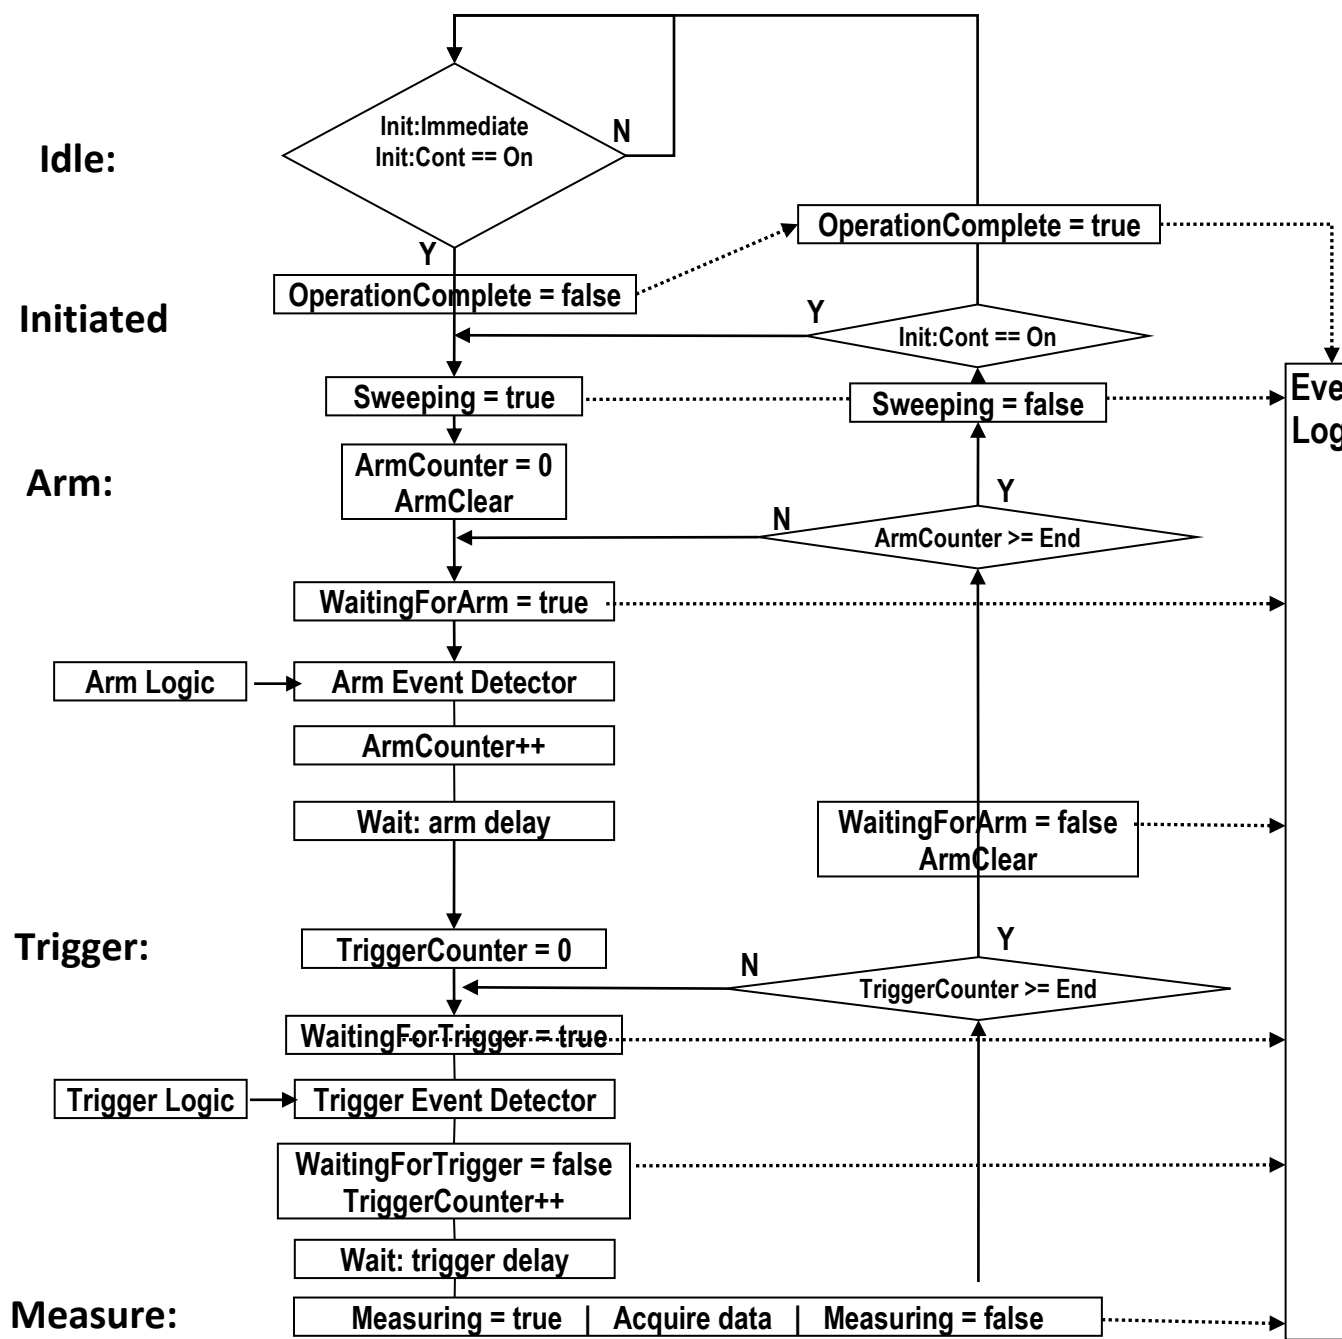 Init:Immediate
Init:Cont == On
N
Idle:
Y
OperationComplete = true
OperationComplete = false
Initiated
Y
Init:Cont == On
Sweeping = true
Sweeping = false
Eve
Log
ArmCounter = 0
ArmClear
Arm:
Y
N
ArmCounter >= End
WaitingForArm = true
Arm Logic
Arm Event Detector
ArmCounter++
Wait: arm delay
WaitingForArm = false
ArmClear
Trigger:
TriggerCounter = 0
Y
N
TriggerCounter >= End
WaitingForTrigger = true
Trigger Logic
Trigger Event Detector
WaitingForTrigger = false
TriggerCounter++
Wait: trigger delay
Measure:
Measuring = true | Acquire data | Measuring = false